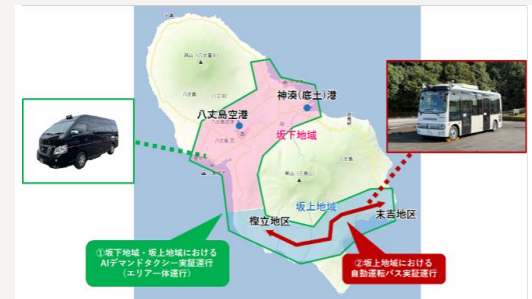 八丈島空港
神湊(底土)港
坂下地域
坂上地域
樫立地区
末吉地区
①坂下地域・坂上地域における
AIデマンドタクシー実証運行
(エリア一体運行)
②坂上地域における
自動運転バス実証運行